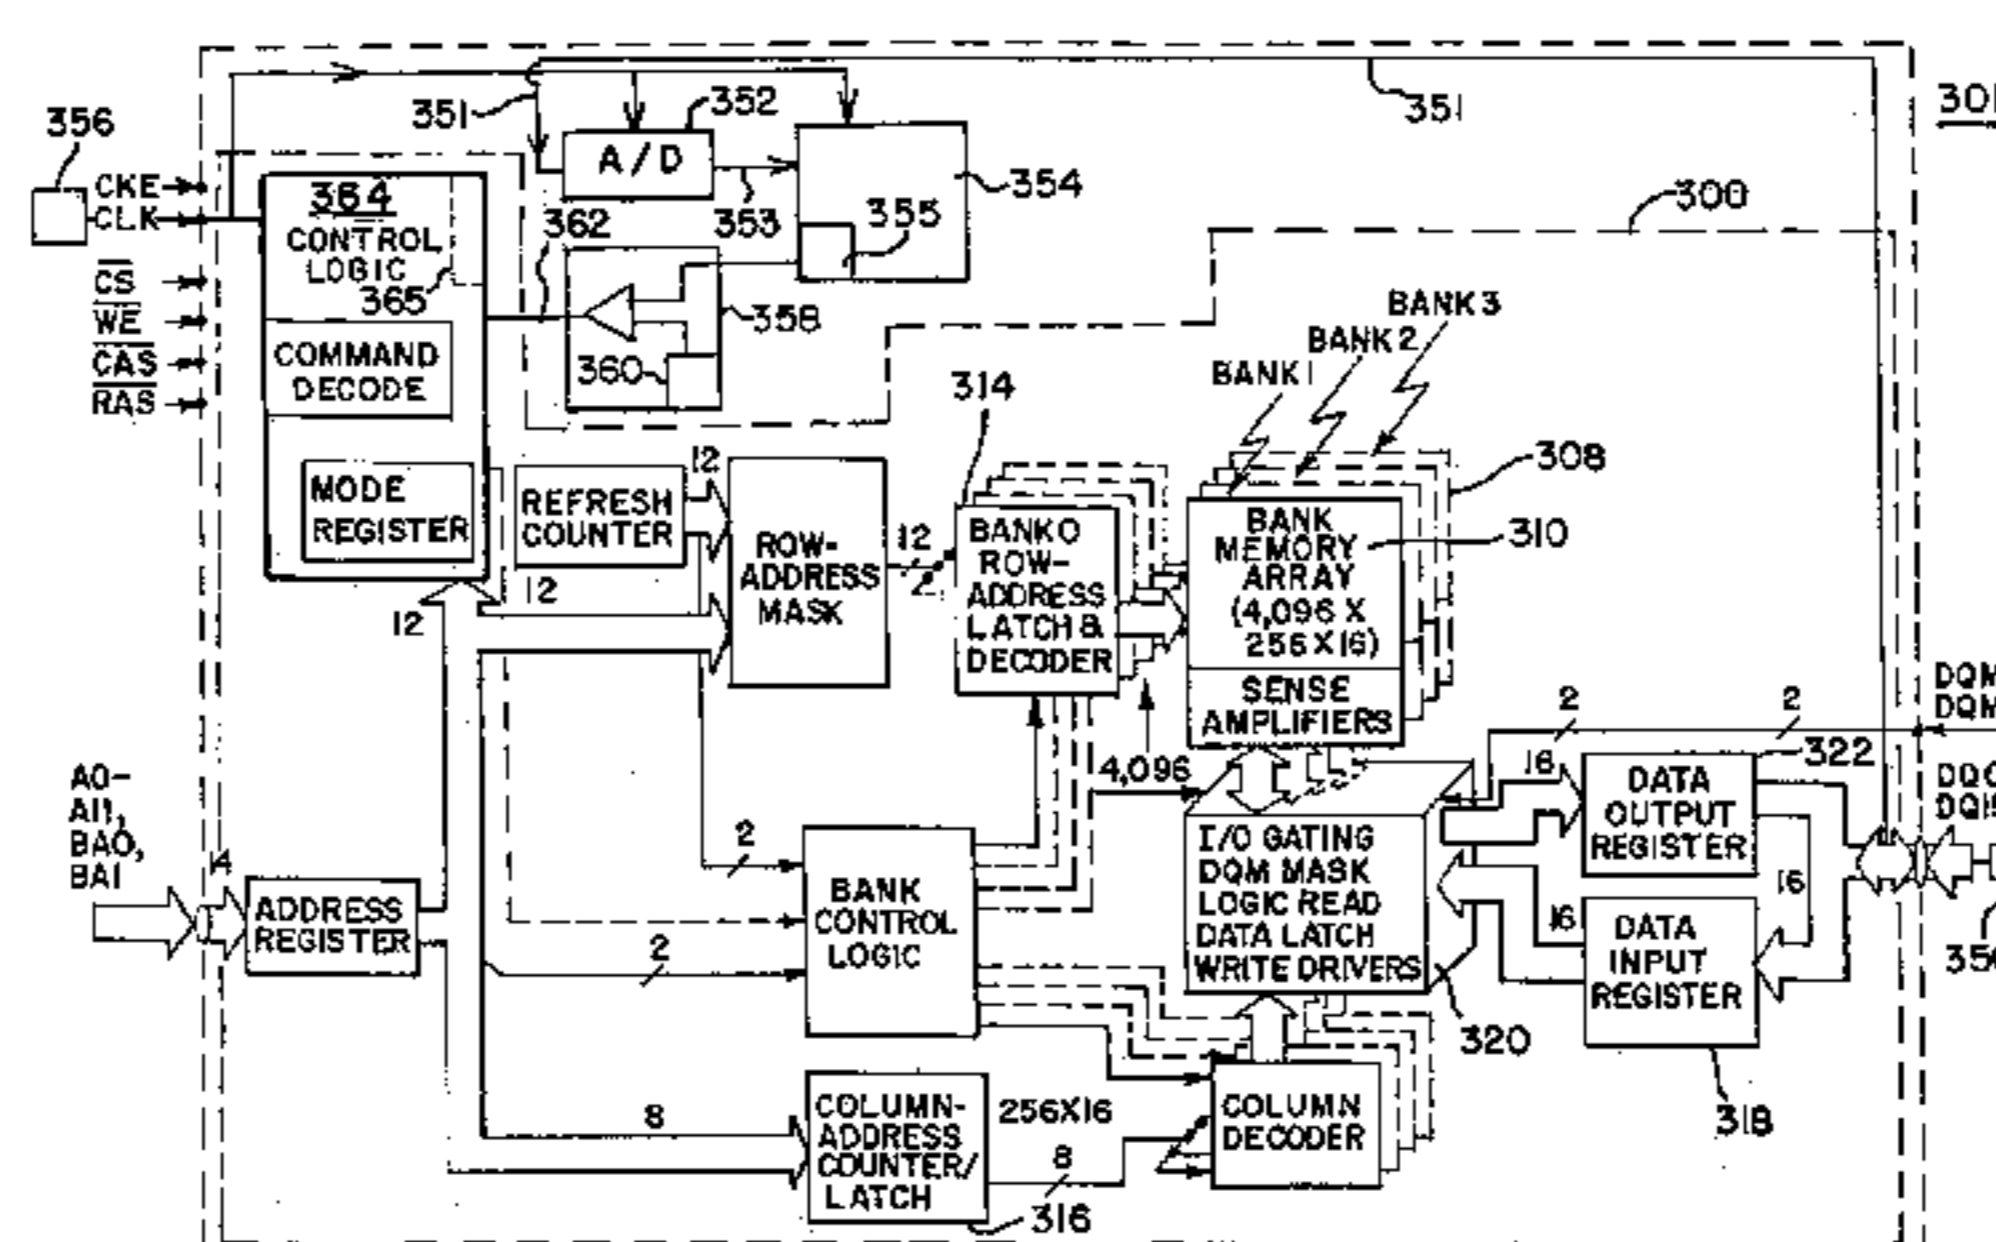 351
352
351
301
356
A/D
354
CKE
CLK
364
CONTROL
LOGIC
365
362
353
355
300
CS
WE
CAS
RAS
358
360
COMMAND
DECODE
BANK 1
BANK 2
BANK 3
314
308
310
MODE
REGISTER
REFRESH
COUNTER
12
12
12
ROW-
ADDRESS
MASK
12
BANK 0
ROW-
ADDRESS
LATCH &
DECODER
BANK
MEMORY
ARRAY
(4,096 X
256 X 16)
SENSE
AMPLIFIERS
4,096
2
2
DQM
DQM
16
322
DATA
OUTPUT
REGISTER
A0-
A11,
BA0,
BA1
14
ADDRESS
REGISTER
2
2
BANK
CONTROL
LOGIC
I/O GATING
DQM MASK
LOGIC READ
DATA LATCH
WRITE DRIVERS
320
16
16
DATA
INPUT
REGISTER
318
8
COLUMN-
ADDRESS
COUNTER/
LATCH
316
256X16
8
COLUMN
DECODER